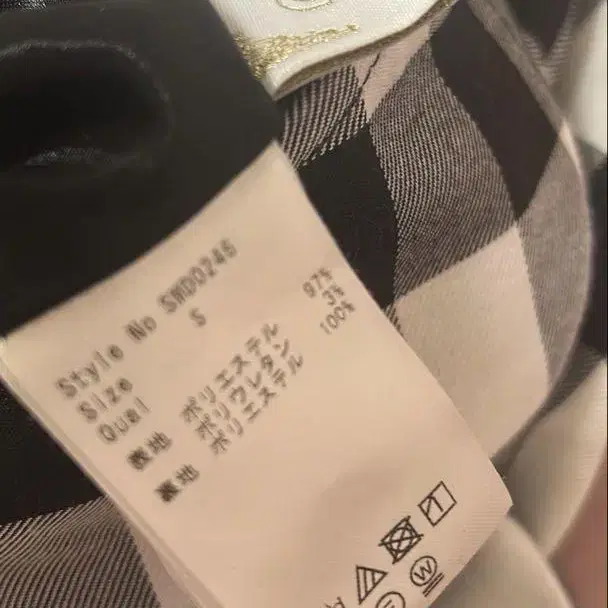 Style No SWDO246
Size S
Qual
表地 ポリエステル 97%
ポリウレタン 3%
裏地 ポリエステル 100%
W